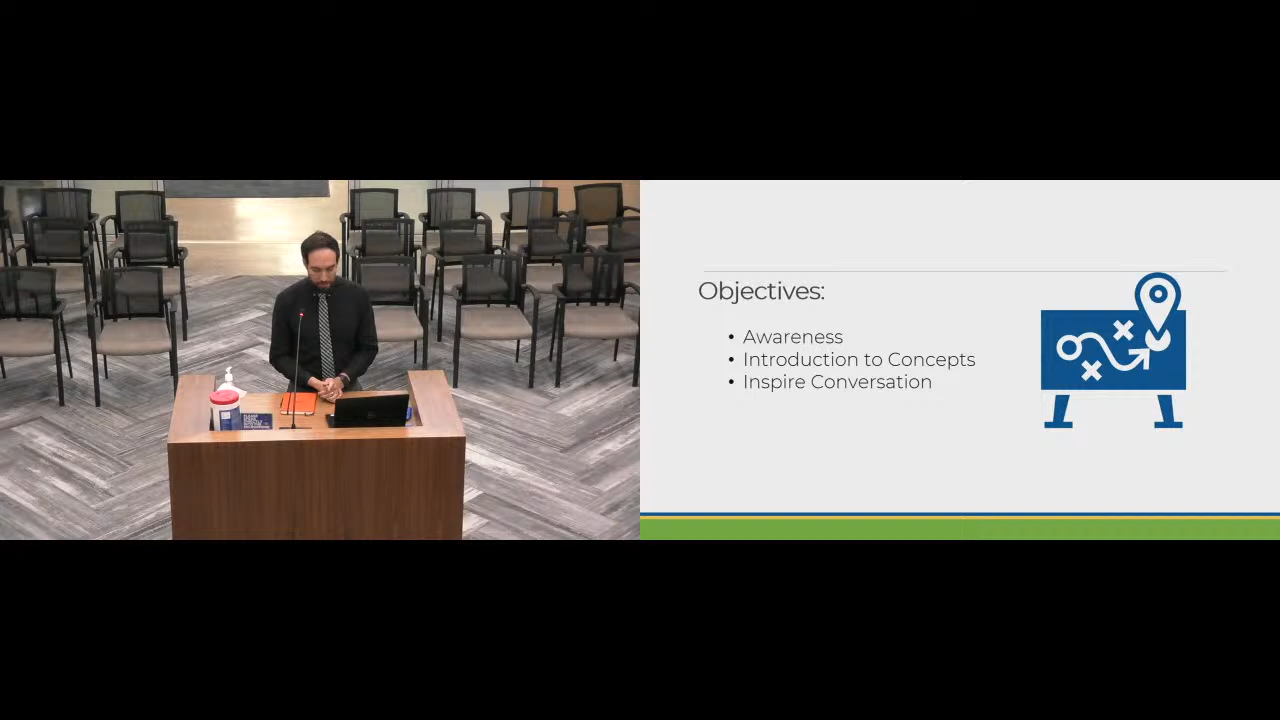 Objectives:
• Awareness
• Introduction to Concepts
• Inspire Conversation